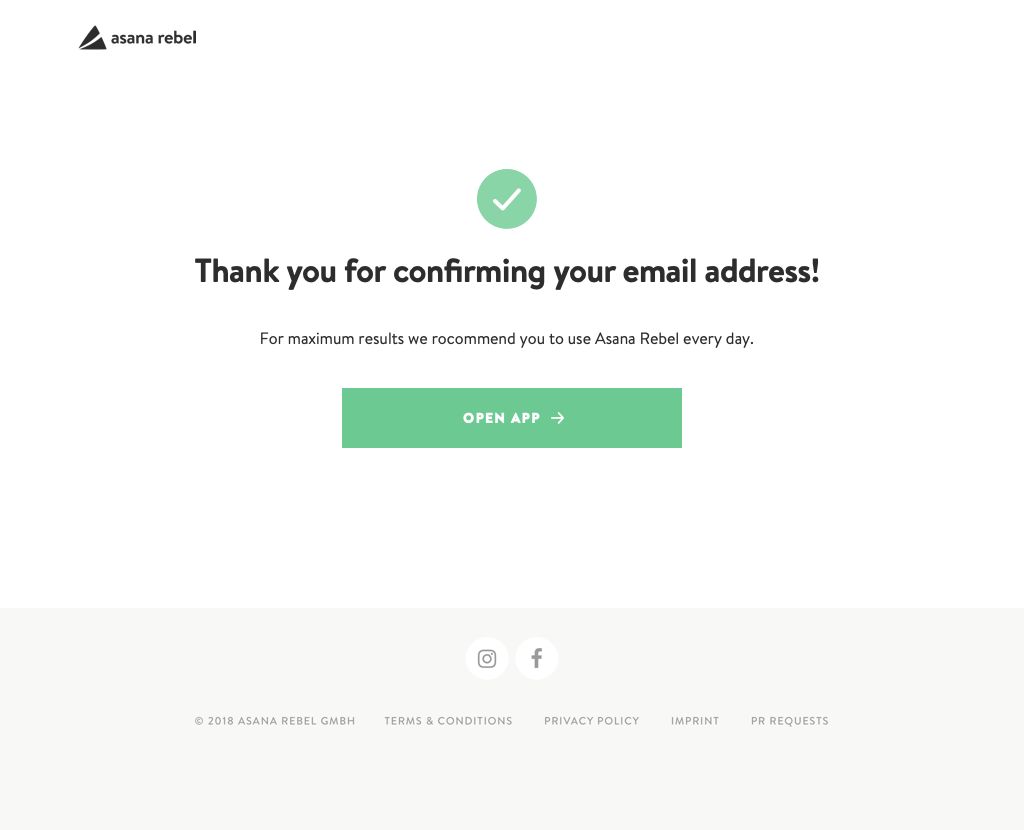 asana rebel
Thank you for confirming your email address!
For maximum results we rocommend you to use Asana Rebel every day.
OPEN APP →
© 2018 ASANA REBEL GMBH TERMS & CONDITIONS PRIVACY POLICY IMPRINT PR REQUESTS